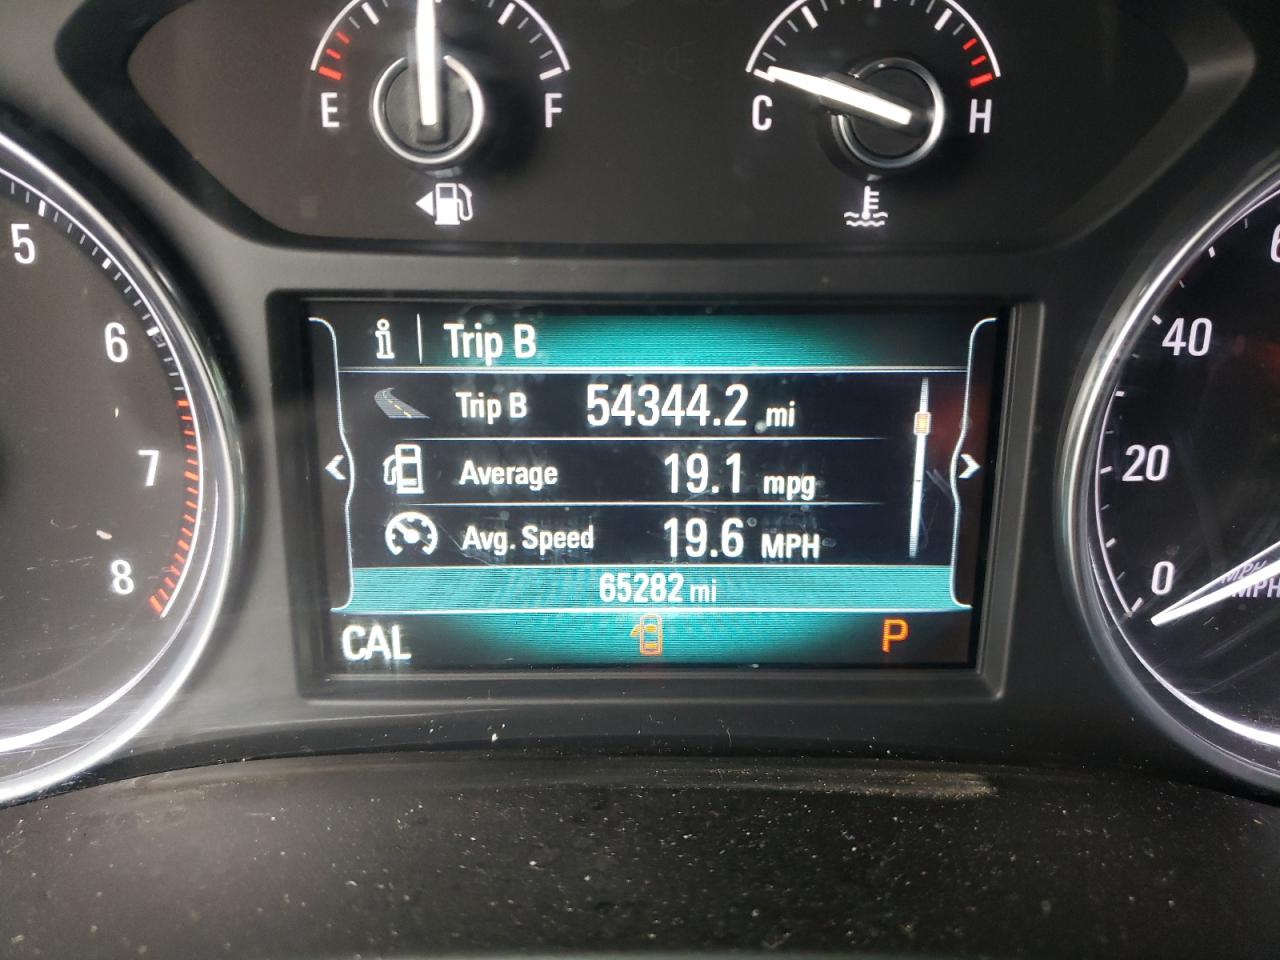 E F
C H
5
6
7
8
Trip B
Trip B 54344.2 mi
Average 19.1 mpg
Avg. Speed 19.6 MPH
65282 mi
CAL P
40
20
0
MPH